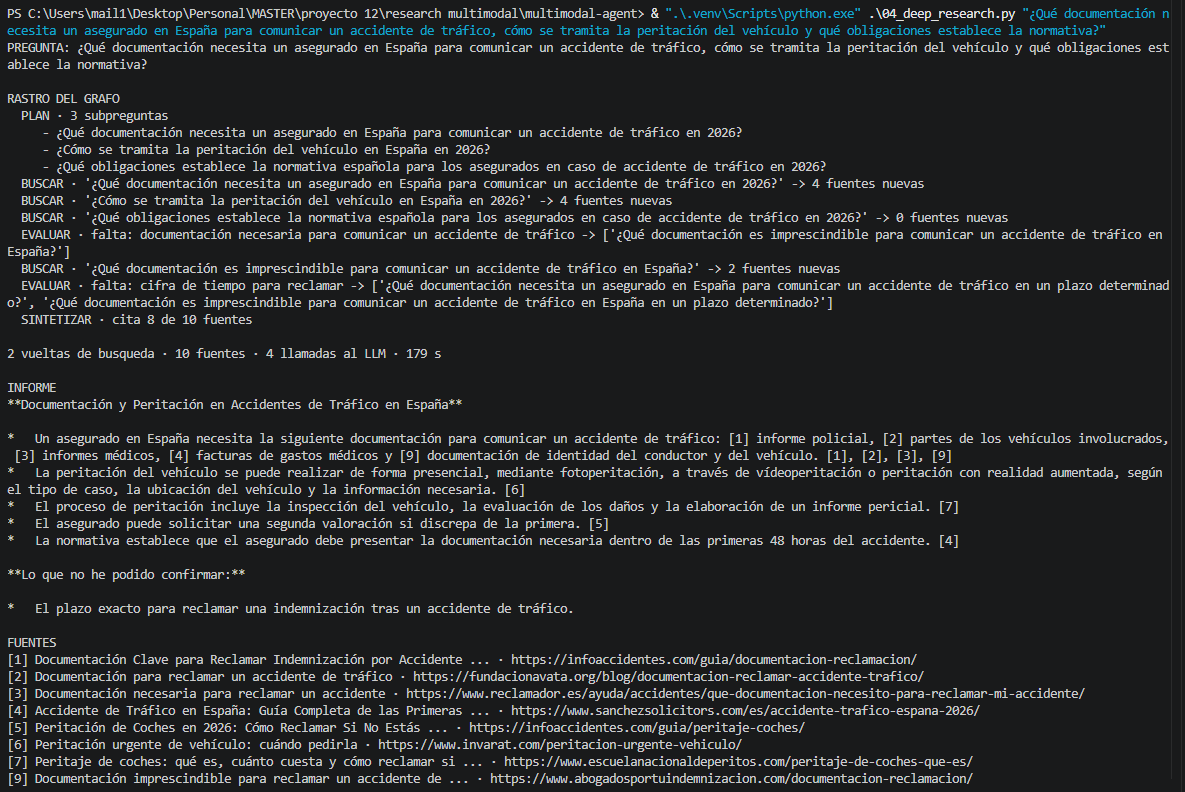 PS C:\Users\mail1\Desktop\Personal\MASTER\proyecto 12\research multimodal\multimodal-agent> & ".\.venv\Scripts\python.exe" .\04_deep_research.py "¿Qué documentación n
ecesita un asegurado en España para comunicar un accidente de tráfico, cómo se tramita la peritación del vehículo y qué obligaciones establece la normativa?"
PREGUNTA: ¿Qué documentación necesita un asegurado en España para comunicar un accidente de tráfico, cómo se tramita la peritación del vehículo y qué obligaciones est
ablece la normativa?

RASTRO DEL GRAFO
  PLAN · 3 subpreguntas
     - ¿Qué documentación necesita un asegurado en España para comunicar un accidente de tráfico en 2026?
     - ¿Cómo se tramita la peritación del vehículo en España en 2026?
     - ¿Qué obligaciones establece la normativa española para los asegurados en caso de accidente de tráfico en 2026?
  BUSCAR · '¿Qué documentación necesita un asegurado en España para comunicar un accidente de tráfico en 2026?' -> 4 fuentes nuevas
  BUSCAR · '¿Cómo se tramita la peritación del vehículo en España en 2026?' -> 4 fuentes nuevas
  BUSCAR · '¿Qué obligaciones establece la normativa española para los asegurados en caso de accidente de tráfico en 2026?' -> 0 fuentes nuevas
  EVALUAR · falta: documentación necesaria para comunicar un accidente de tráfico -> ['¿Qué documentación es imprescindible para comunicar un accidente de tráfico en
España?']
  BUSCAR · '¿Qué documentación es imprescindible para comunicar un accidente de tráfico en España?' -> 2 fuentes nuevas
  EVALUAR · falta: cifra de tiempo para reclamar -> ['¿Qué documentación necesita un asegurado en España para comunicar un accidente de tráfico en un plazo determinad
o?', '¿Qué documentación es imprescindible para comunicar un accidente de tráfico en España en un plazo determinado?']
  SINTETIZAR · cita 8 de 10 fuentes

2 vueltas de busqueda · 10 fuentes · 4 llamadas al LLM · 179 s

INFORME
**Documentación y Peritación en Accidentes de Tráfico en España**

*   Un asegurado en España necesita la siguiente documentación para comunicar un accidente de tráfico: [1] informe policial, [2] partes de los vehículos involucrados,
 [3] informes médicos, [4] facturas de gastos médicos y [9] documentación de identidad del conductor y del vehículo. [1], [2], [3], [9]
*   La peritación del vehículo se puede realizar de forma presencial, mediante fotoperitación, a través de vídeoperitación o peritación con realidad aumentada, según
el tipo de caso, la ubicación del vehículo y la información necesaria. [6]
*   El proceso de peritación incluye la inspección del vehículo, la evaluación de los daños y la elaboración de un informe pericial. [7]
*   El asegurado puede solicitar una segunda valoración si discrepa de la primera. [5]
*   La normativa establece que el asegurado debe presentar la documentación necesaria dentro de las primeras 48 horas del accidente. [4]

**Lo que no he podido confirmar:**

*   El plazo exacto para reclamar una indemnización tras un accidente de tráfico.

FUENTES
[1] Documentación Clave para Reclamar Indemnización por Accidente ... · https://infoaccidentes.com/guia/documentacion-reclamacion/
[2] Documentación para reclamar un accidente de tráfico · https://fundacionavata.org/blog/documentacion-reclamar-accidente-trafico/
[3] Documentación necesaria para reclamar un accidente · https://www.reclamador.es/ayuda/accidentes/que-documentacion-necesito-para-reclamar-mi-accidente/
[4] Accidente de Tráfico en España: Guía Completa de las Primeras ... · https://www.sanchezsolicitors.com/es/accidente-trafico-espana-2026/
[5] Peritación de Coches en 2026: Cómo Reclamar Si No Estás ... · https://infoaccidentes.com/guia/peritaje-coches/
[6] Peritación urgente de vehículo: cuándo pedirla · https://www.invarat.com/peritacion-urgente-vehiculo/
[7] Peritaje de coches: qué es, cuánto cuesta y cómo reclamar si ... · https://www.escuelanacionaldeperitos.com/peritaje-de-coches-que-es/
[9] Documentación imprescindible para reclamar un accidente de ... · https://www.abogadosportuindemnizacion.com/documentacion-reclamacion/